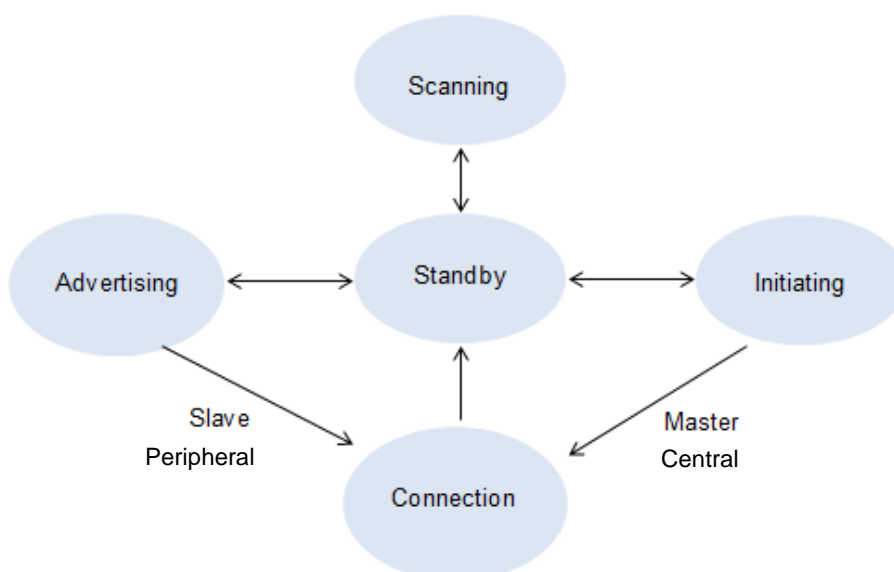 Scanning
Advertising
Standby
Initiating
Slave
Peripheral
Master
Central
Connection